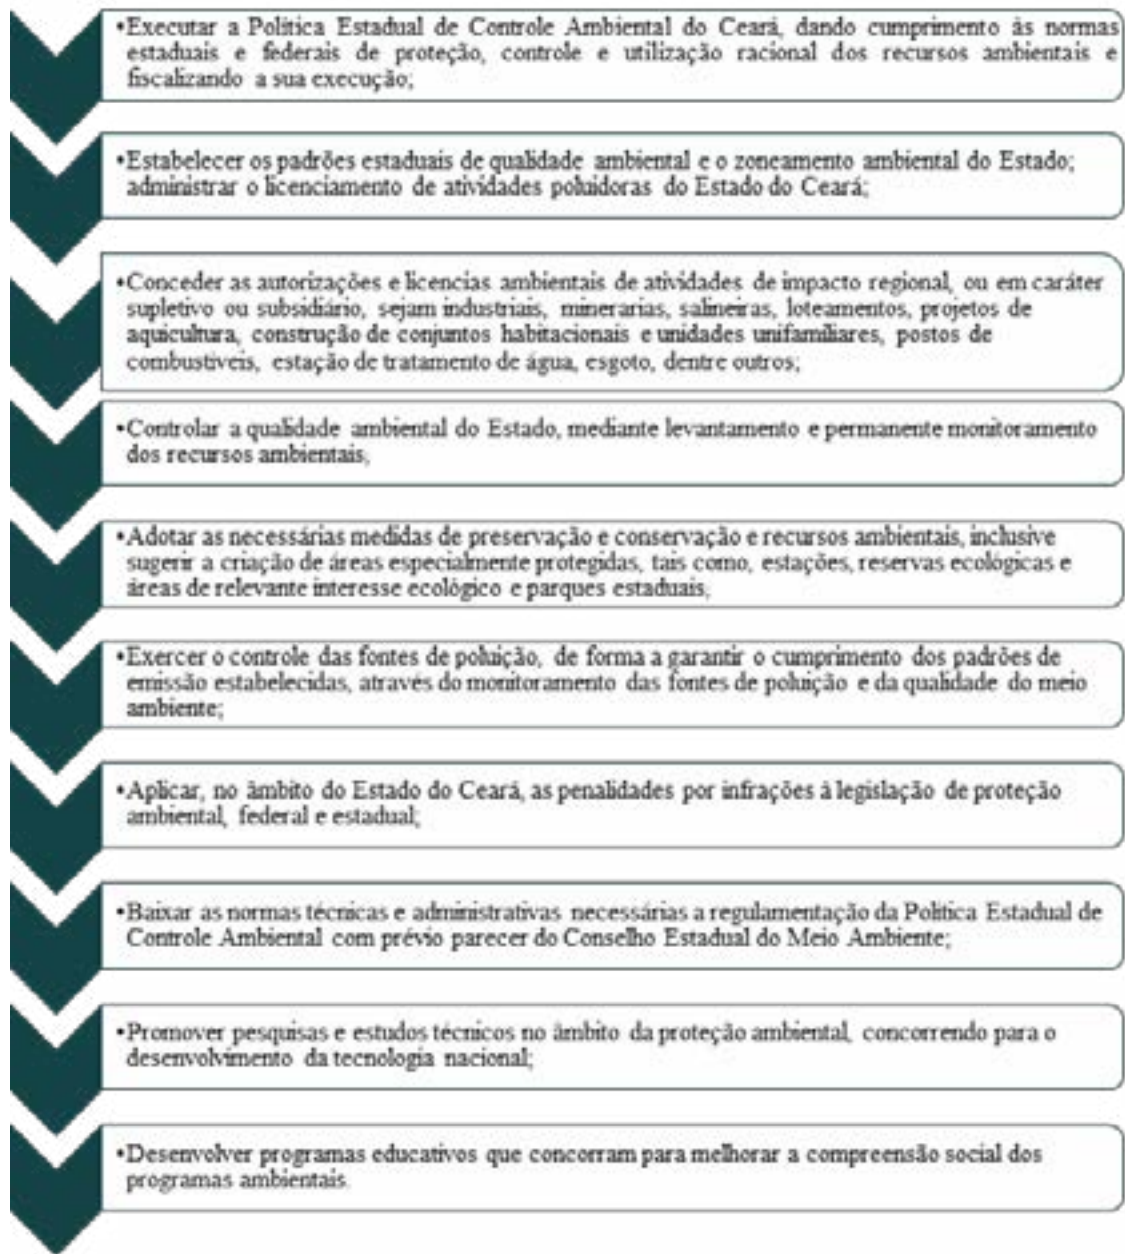 •Executar a Política Estadual de Controle Ambiental do Ceará, dando cumprimento às normas
estaduais e federais de proteção, controle e utilização racional dos recursos ambientais e
fiscalizando a sua execução;
•Estabelecer os padrões estaduais de qualidade ambiental e o zoneamento ambiental do Estado;
administrar o licenciamento de atividades poluidoras do Estado do Ceará;
•Conceder as autorizações e licencias ambientais de atividades de impacto regional, ou em caráter
supletivo ou subsidiário, sejam industriais, minerarias, salineiras, loteamentos, projetos de
aquicultura, construção de conjuntos habitacionais e unidades unifamiliares, postos de
combustíveis, estação de tratamento de água, esgoto, dentre outros;
•Controlar a qualidade ambiental do Estado, mediante levantamento e permanente monitoramento
dos recursos ambientais;
•Adotar as necessárias medidas de preservação e conservação e recursos ambientais, inclusive
sugerir a criação de áreas especialmente protegidas, tais como, estações, reservas ecológicas e
áreas de relevante interesse ecológico e parques estaduais;
•Exercer o controle das fontes de poluição, de forma a garantir o cumprimento dos padrões de
emissão estabelecidas, através do monitoramento das fontes de poluição e da qualidade do meio
ambiente;
•Aplicar, no âmbito do Estado do Ceará, as penalidades por infrações à legislação de proteção
ambiental, federal e estadual;
•Baixar as normas técnicas e administrativas necessárias a regulamentação da Política Estadual de
Controle Ambiental com prévio parecer do Conselho Estadual do Meio Ambiente;
•Promover pesquisas e estudos técnicos no âmbito da proteção ambiental, concorrendo para o
desenvolvimento da tecnologia nacional;
•Desenvolver programas educativos que concorram para melhorar a compreensão social dos
programas ambientais.